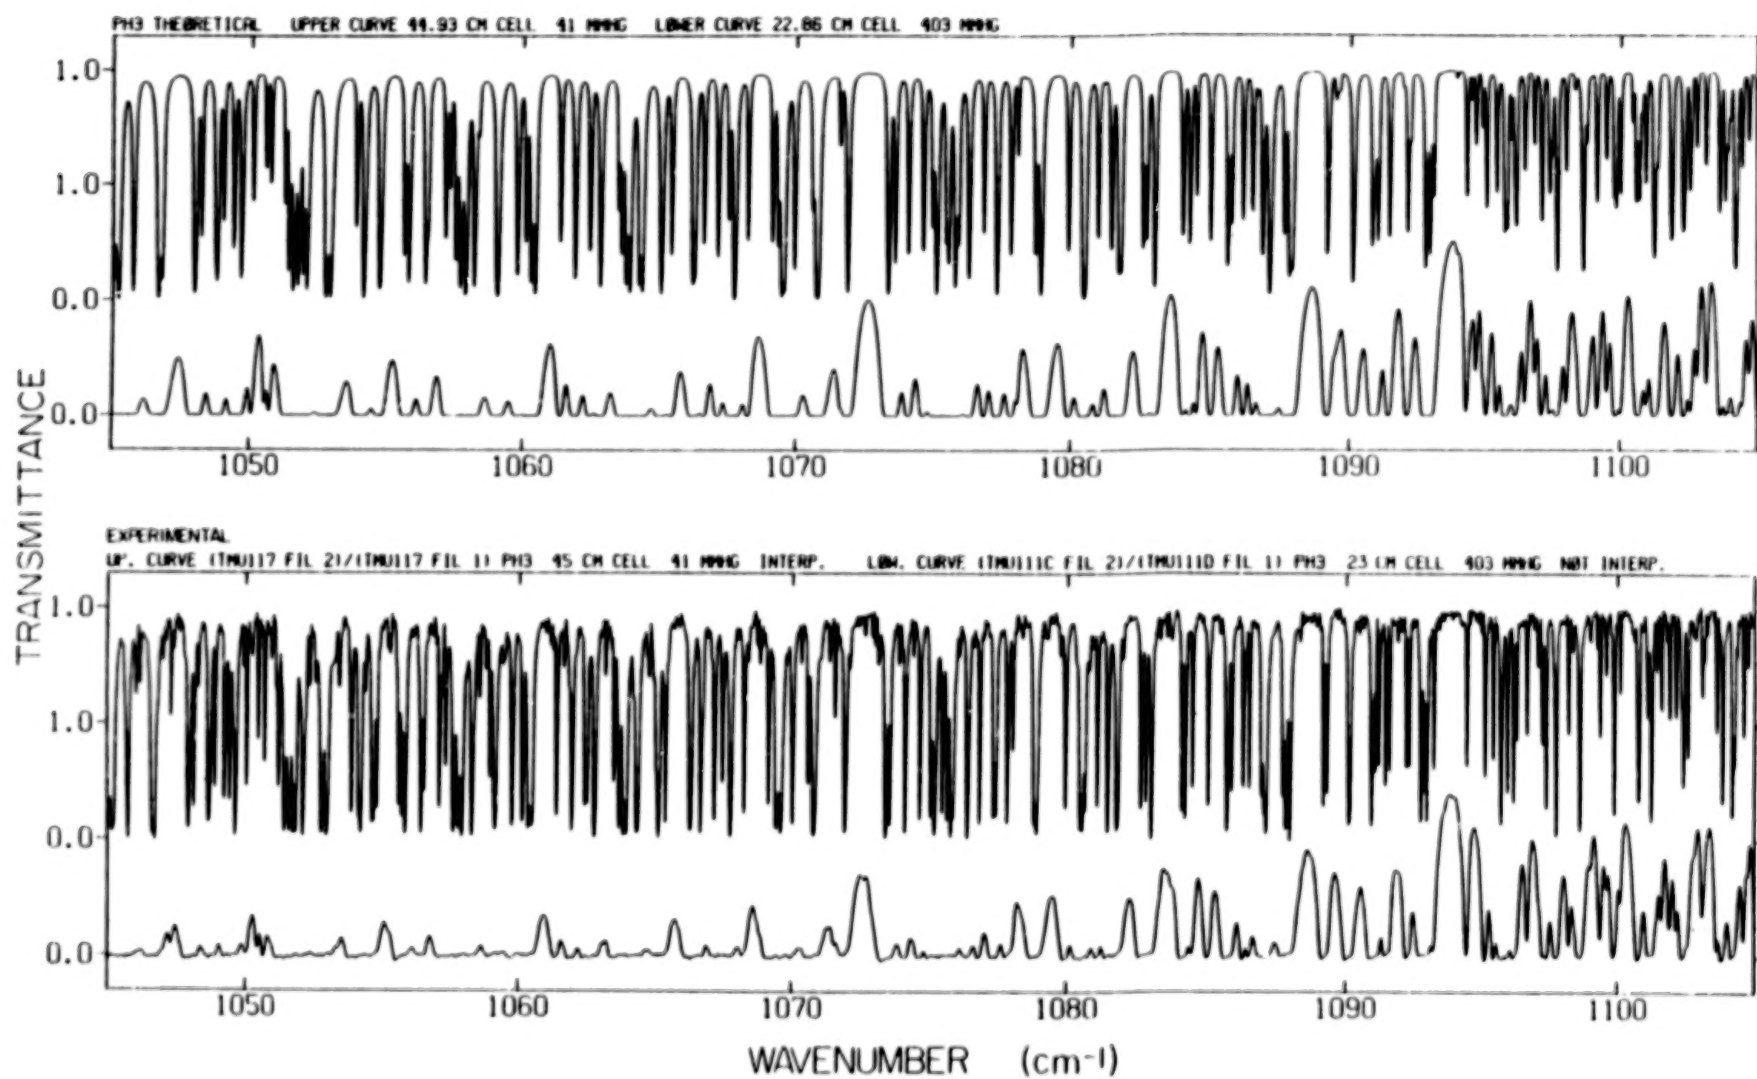 PH3 THEØRETICAL UPPER CURVE 44.93 CM CELL 41 MMHG LØWER CURVE 22.86 CM CELL 403 MMHG
1.0
1.0
0.0
0.0
1050 1060 1070 1080 1090 1100
TRANSMITTANCE
EXPERIMENTAL
UP. CURVE (TMU117 FIL 2)/(TMU117 FIL 1) PH3 45 CM CELL 41 MMHG INTERP. LØW. CURVE (TMU111C FIL 2)/(TMU111D FIL 1) PH3 23 CM CELL 403 MMHG NØT INTERP.
1.0
1.0
0.0
0.0
1050 1060 1070 1080 1090 1100
WAVENUMBER (cm⁻¹)